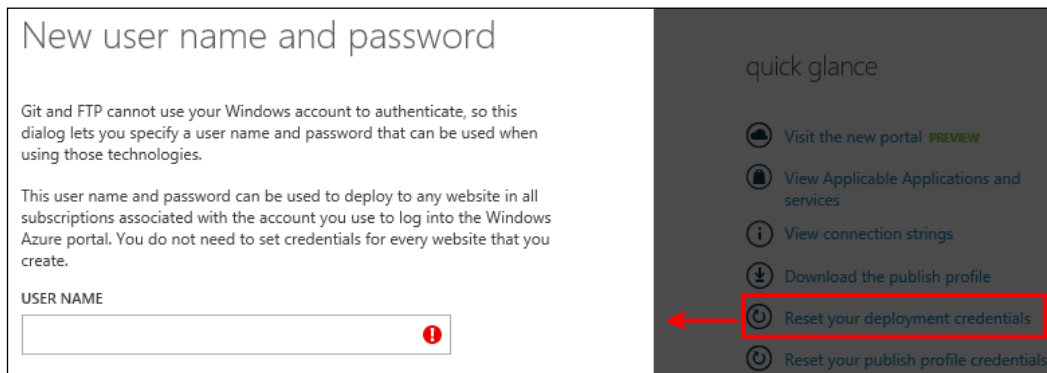 New user name and password
Git and FTP cannot use your Windows account to authenticate, so this
dialog lets you specify a user name and password that can be used when
using those technologies.
This user name and password can be used to deploy to any website in all
subscriptions associated with the account you use to log into the Windows
Azure portal. You do not need to set credentials for every website that you
create.
USER NAME
quick glance
Visit the new portal PREVIEW
View Applicable Applications and
services
View connection strings
Download the publish profile
Reset your deployment credentials
Reset your publish profile credentials